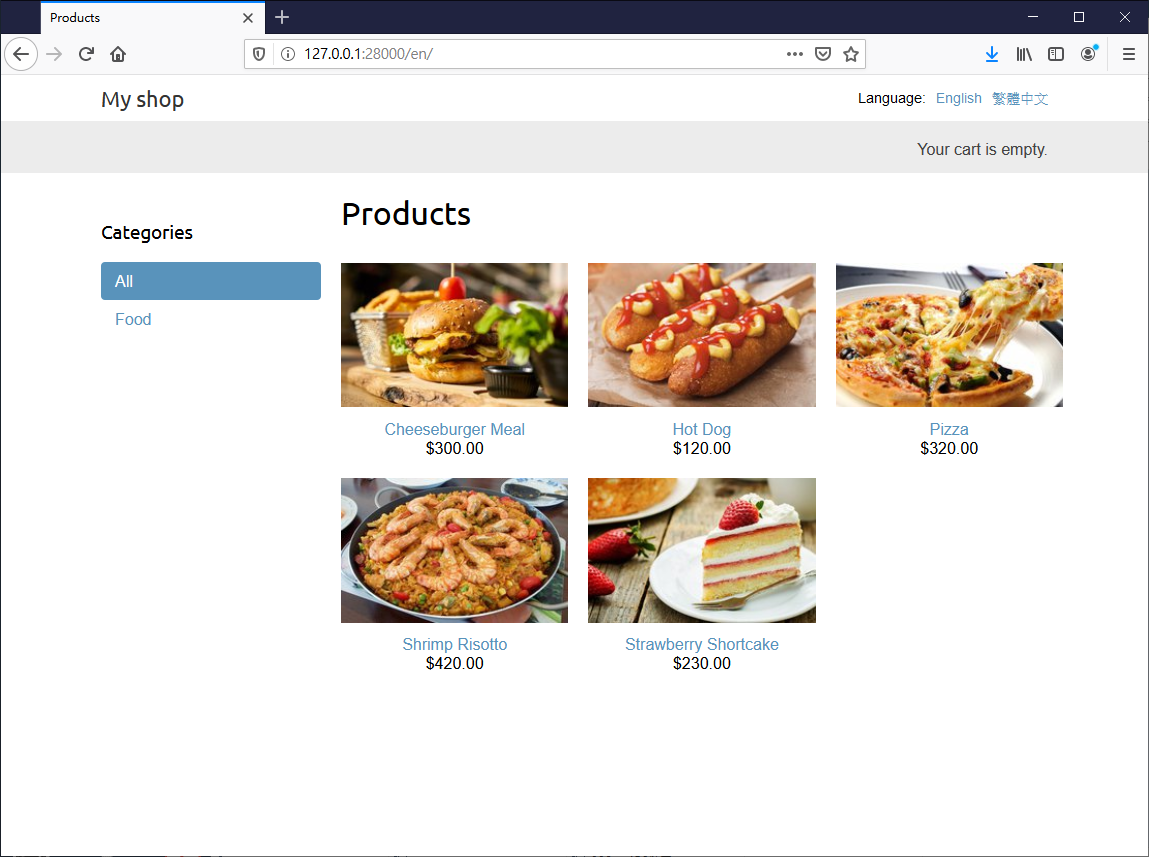 Products
127.0.0.1:28000/en/
My shop
Language: English 繁體中文
Your cart is empty.
Categories
All
Food
Products
Cheeseburger Meal
$300.00
Hot Dog
$120.00
Pizza
$320.00
Shrimp Risotto
$420.00
Strawberry Shortcake
$230.00